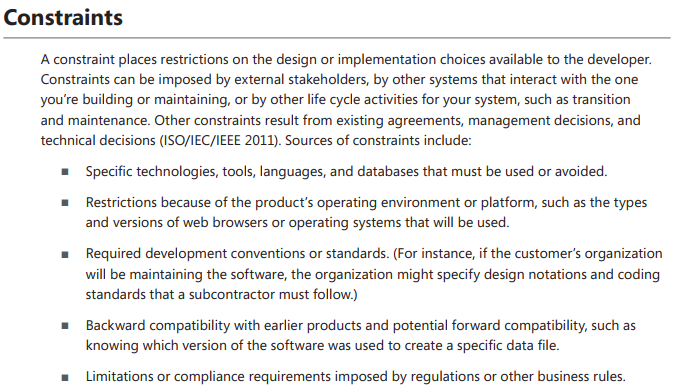 Constraints
A constraint places restrictions on the design or implementation choices available to the developer.
Constraints can be imposed by external stakeholders, by other systems that interact with the one
you're building or maintaining, or by other life cycle activities for your system, such as transition
and maintenance. Other constraints result from existing agreements, management decisions, and
technical decisions (ISO/IEC/IEEE 2011). Sources of constraints include:
■ Specific technologies, tools, languages, and databases that must be used or avoided.
■ Restrictions because of the product's operating environment or platform, such as the types
and versions of web browsers or operating systems that will be used.
■ Required development conventions or standards. (For instance, if the customer's organization
will be maintaining the software, the organization might specify design notations and coding
standards that a subcontractor must follow.)
■ Backward compatibility with earlier products and potential forward compatibility, such as
knowing which version of the software was used to create a specific data file.
■ Limitations or compliance requirements imposed by regulations or other business rules.